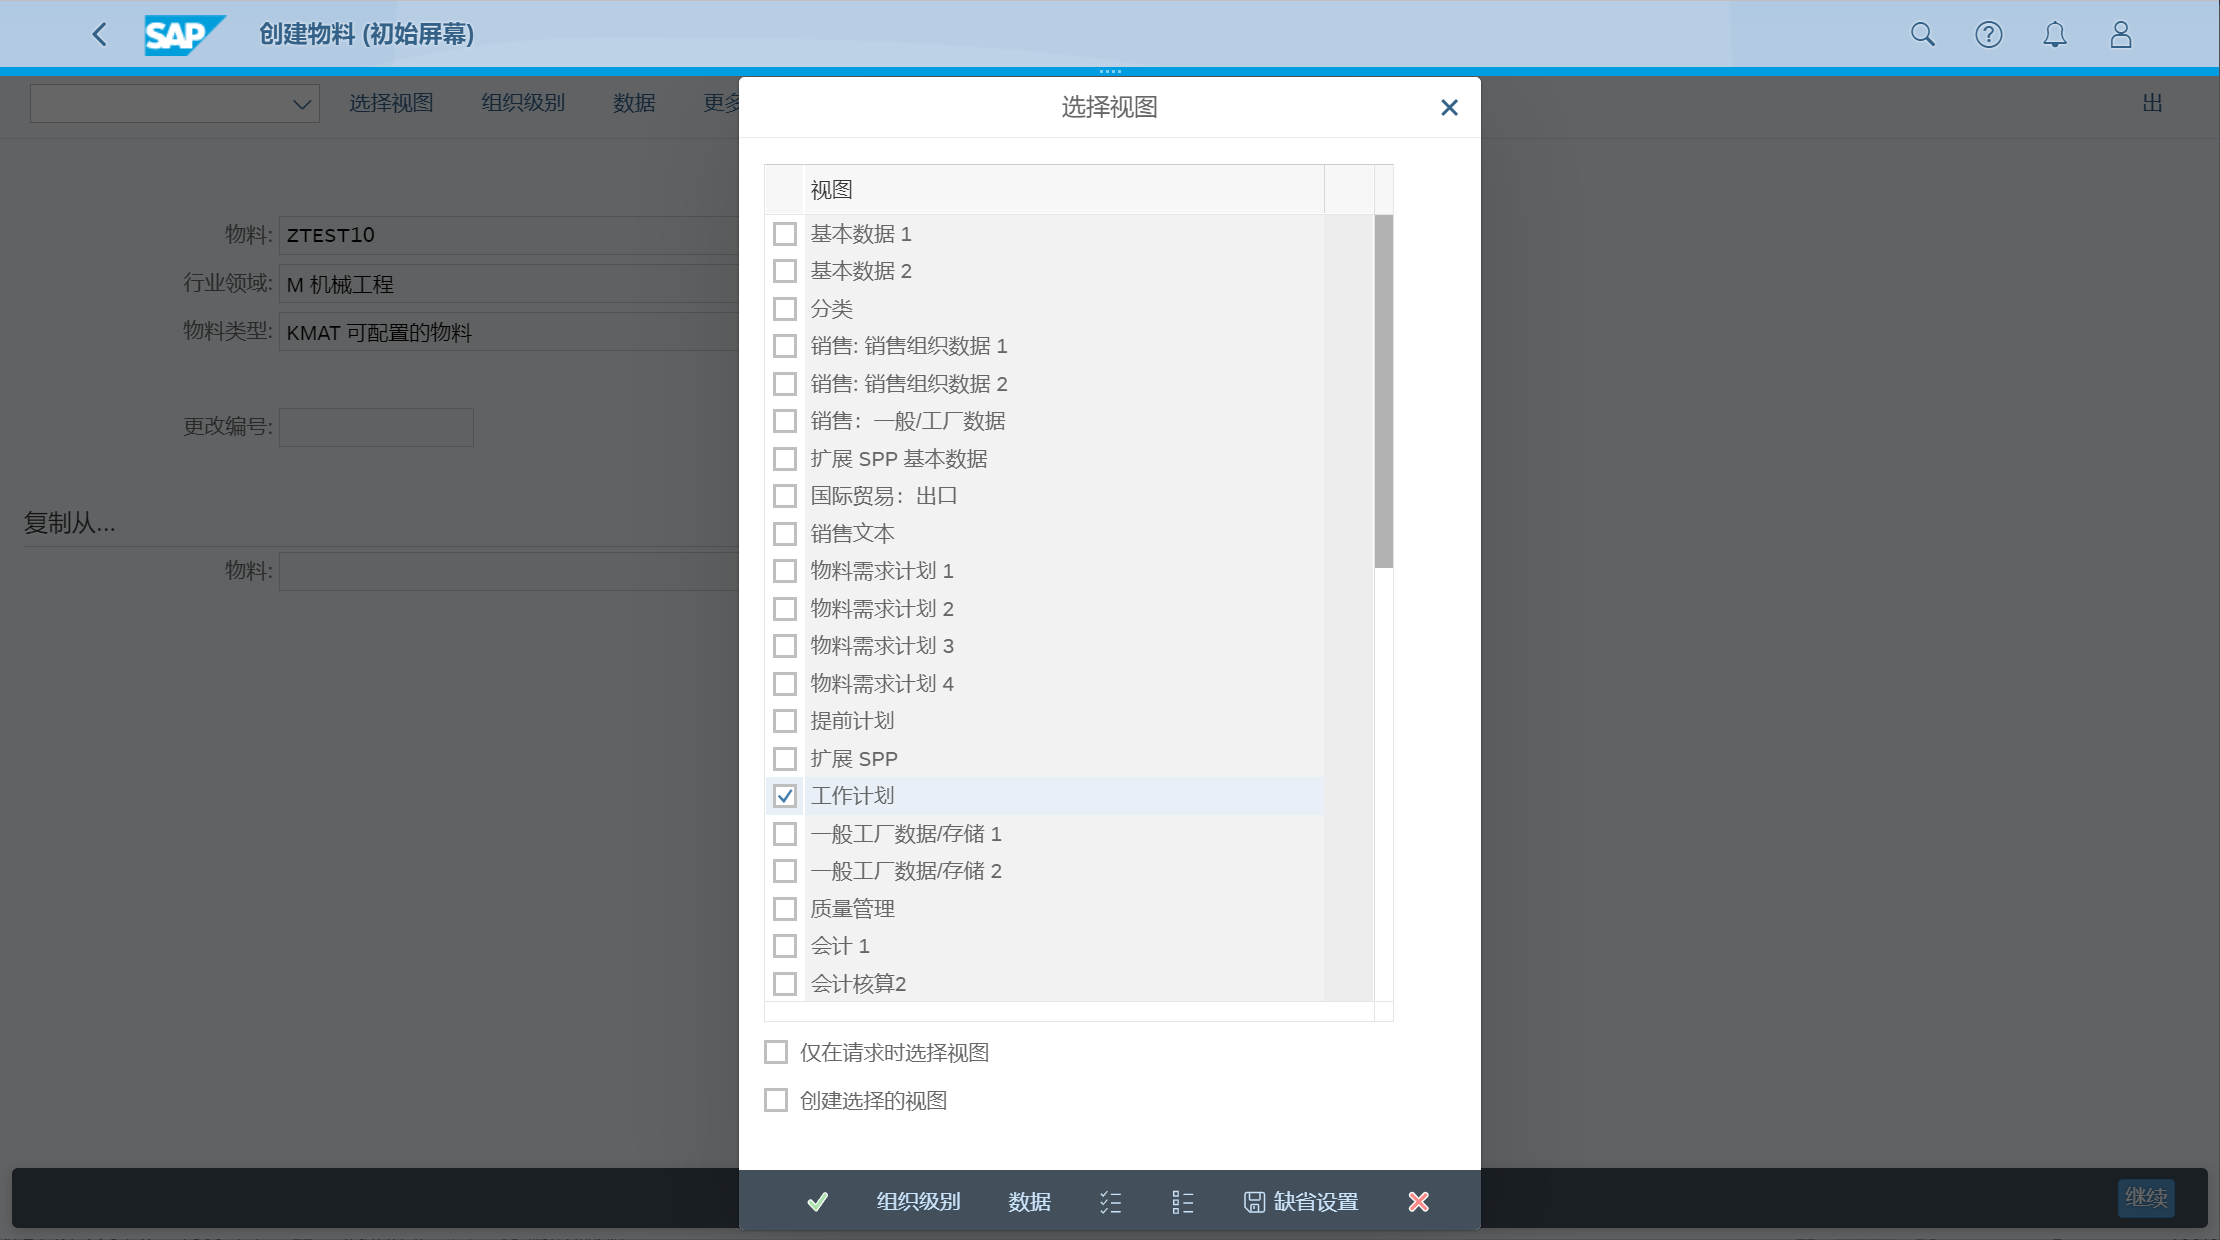 SAP 创建物料 (初始屏幕)
选择视图 组织级别 数据 更多 出
物料: ZTEST10
行业领域: M 机械工程
物料类型: KMAT 可配置的物料
更改编号:
复制从...
物料:
选择视图
视图
基本数据 1
基本数据 2
分类
销售: 销售组织数据 1
销售: 销售组织数据 2
销售：一般/工厂数据
扩展 SPP 基本数据
国际贸易：出口
销售文本
物料需求计划 1
物料需求计划 2
物料需求计划 3
物料需求计划 4
提前计划
扩展 SPP
工作计划
一般工厂数据/存储 1
一般工厂数据/存储 2
质量管理
会计 1
会计核算2
仅在请求时选择视图
创建选择的视图
组织级别 数据 缺省设置
继续